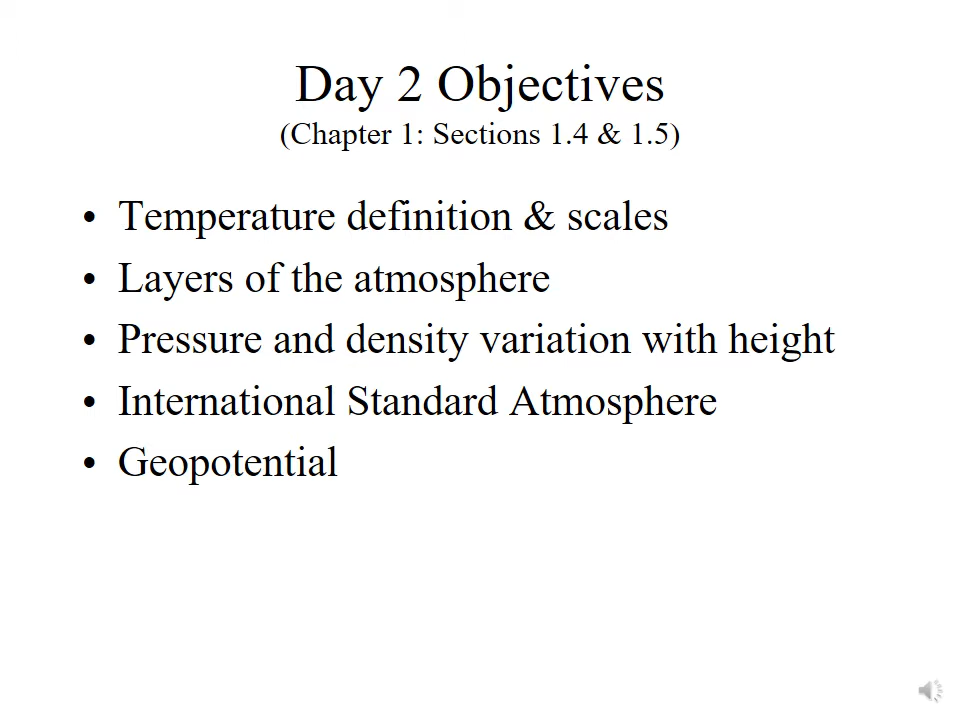 Day 2 Objectives
(Chapter 1: Sections 1.4 & 1.5)
• Temperature definition & scales
• Layers of the atmosphere
• Pressure and density variation with height
• International Standard Atmosphere
• Geopotential